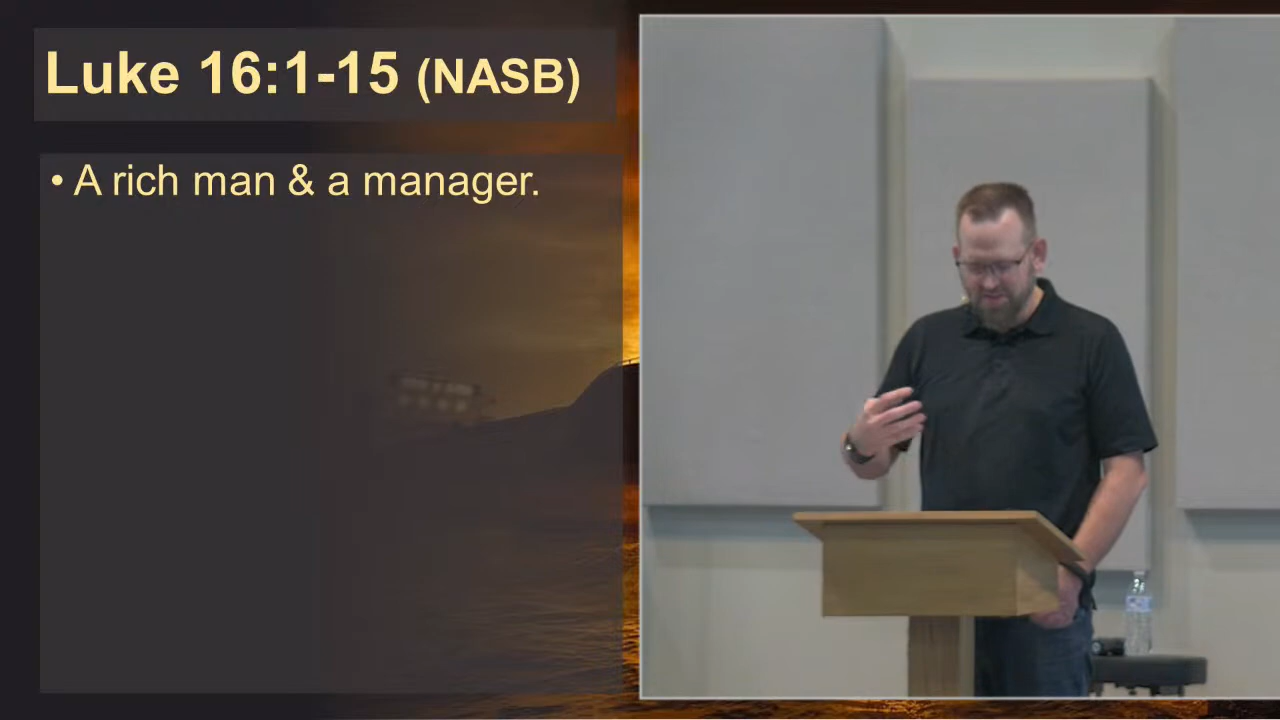 Luke 16:1-15 (NASB)
• A rich man & a manager.